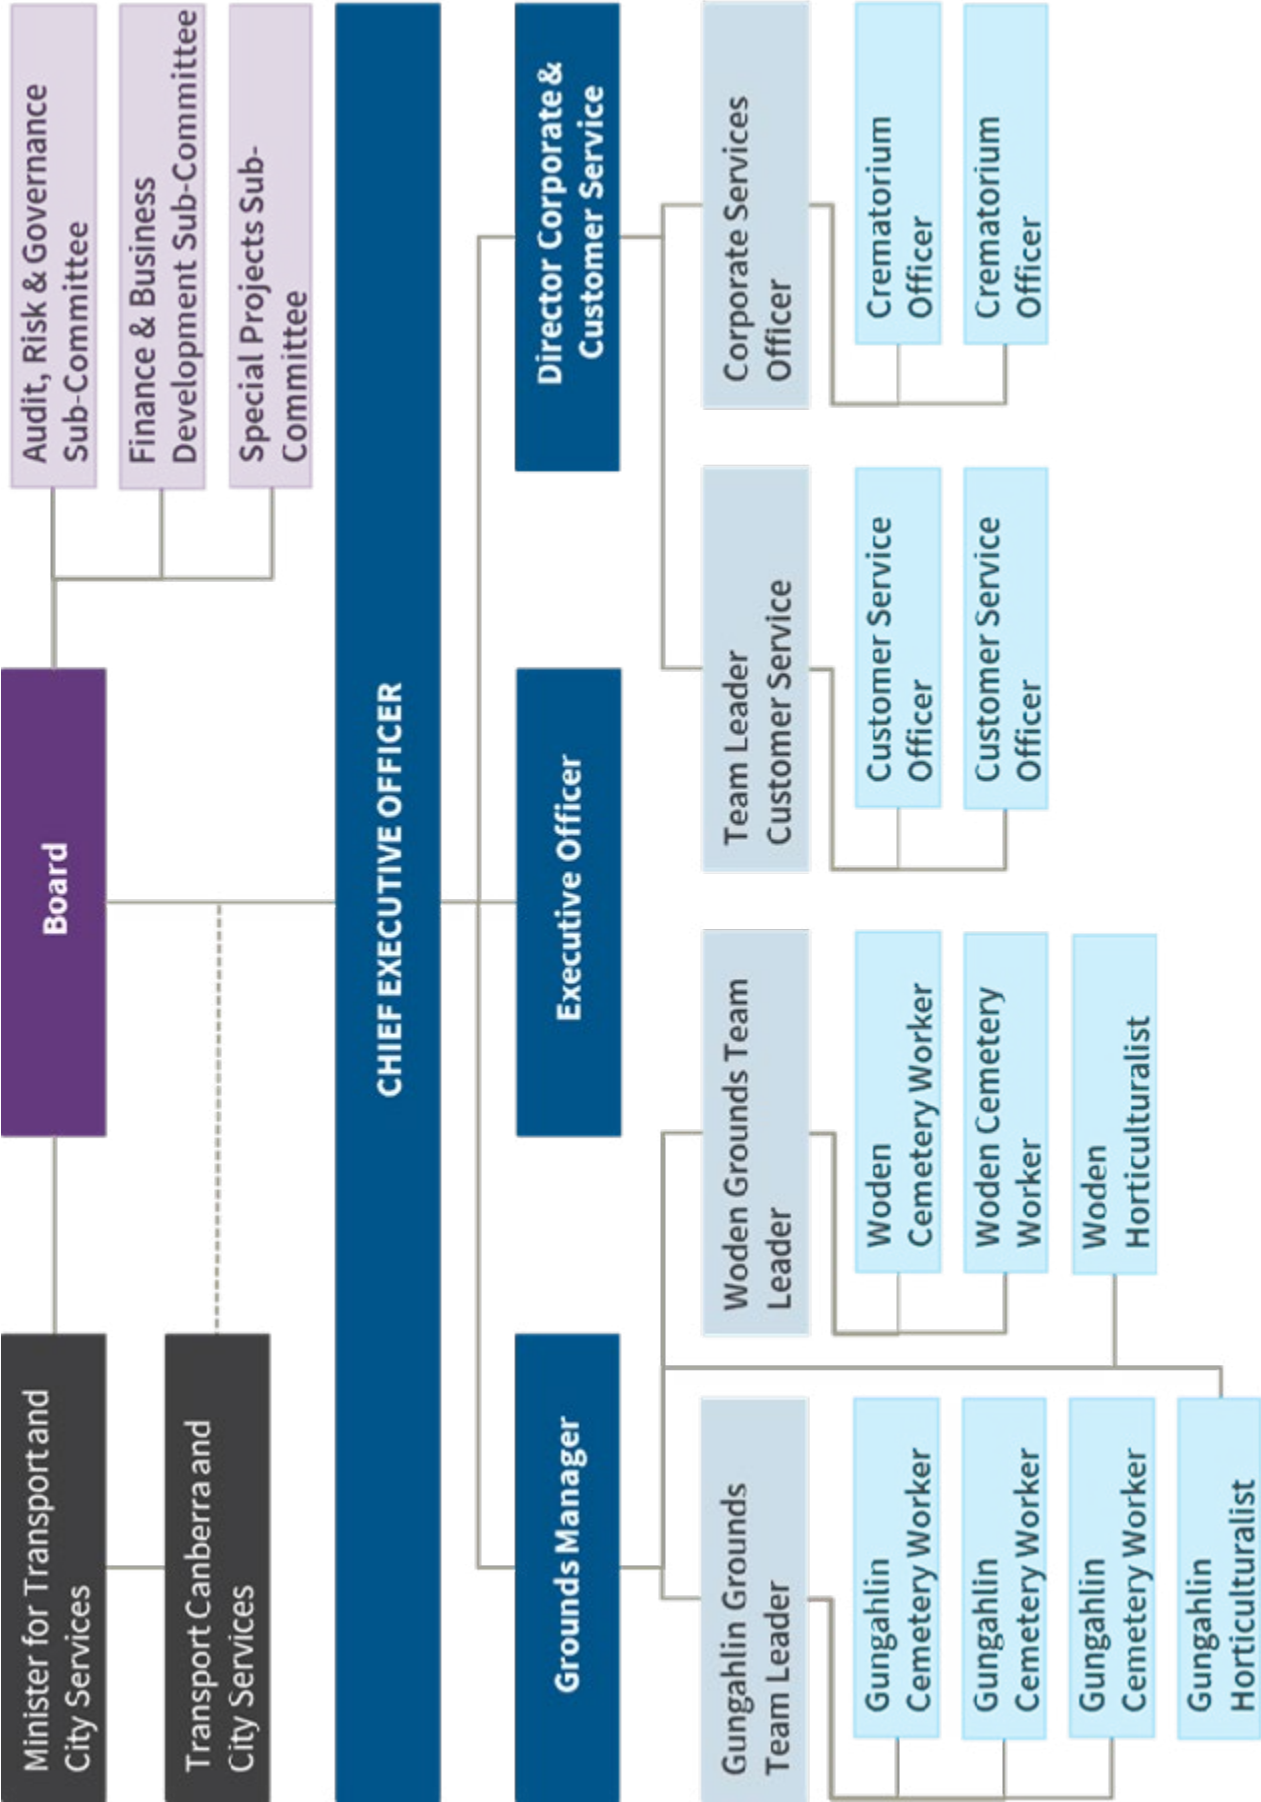 Minister for Transport and
City Services
Board
Audit, Risk & Governance
Sub-Committee
Transport Canberra and
City Services
Finance & Business
Development Sub-Committee
Special Projects Sub-
Committee
CHIEF EXECUTIVE OFFICER
Grounds Manager
Executive Officer
Director Corporate &
Customer Service
Gungahlin Grounds
Team Leader
Woden Grounds Team
Leader
Team Leader
Customer Service
Corporate Services
Officer
Gungahlin
Cemetery Worker
Woden
Cemetery Worker
Customer Service
Officer
Crematorium
Officer
Gungahlin
Cemetery Worker
Woden Cemetery
Worker
Customer Service
Officer
Crematorium
Officer
Gungahlin
Cemetery Worker
Woden
Horticulturalist
Gungahlin
Horticulturalist